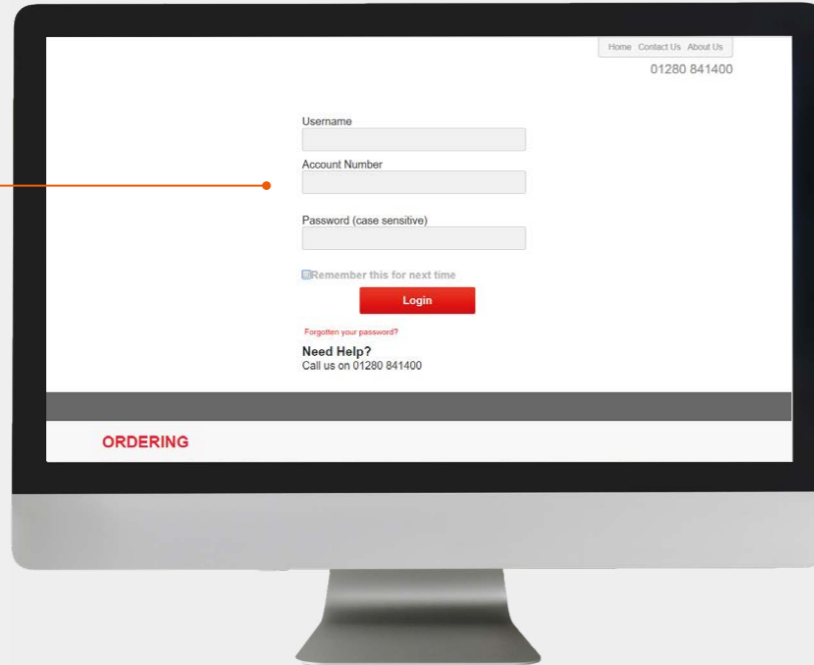 Home Contact Us About Us
01280 841400
Username
Account Number
Password (case sensitive)
Remember this for next time
Login
Forgotten your password?
Need Help?
Call us on 01280 841400
ORDERING